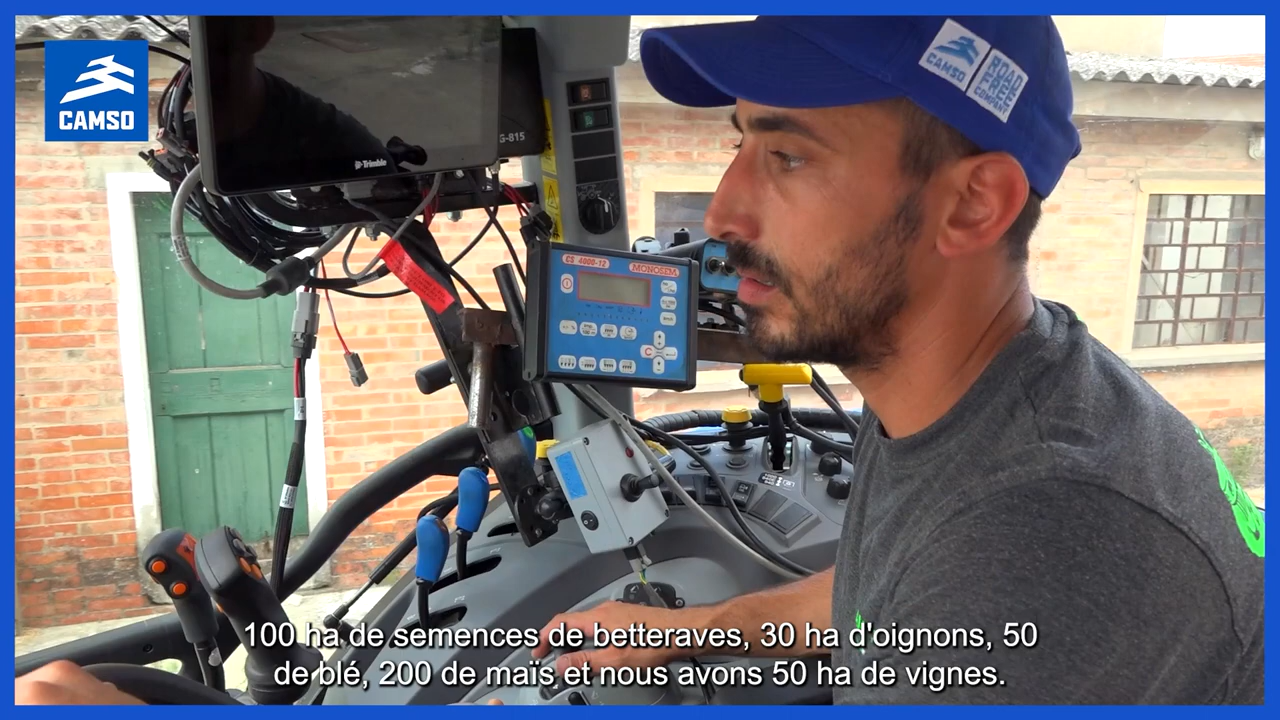 CAMSO
Trimble
G-815
CAMSO
ROAD
FREE
COMPANY
CS 4000-12
MONOSEM
100 ha de semences de betteraves, 30 ha d'oignons, 50
de blé, 200 de maïs et nous avons 50 ha de vignes.